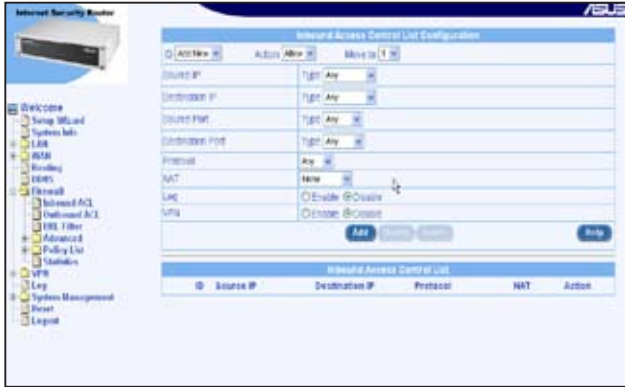 Internet Security Router
/ISUS
Inbound Access Control List Configuration
ID Add New Action Allow Move to 1
Source IP Type Any
Destination IP Type Any
Source Port Type Any
Destination Port Type Any
Protocol Any
NAT None
Log Enable Disable
VPN Enable Disable
Add Modify Delete Help
Inbound Access Control List
ID Source IP Destination IP Protocol NAT Action
Welcome
Setup Wizard
System Info
LAN
WAN
Routing
DDNS
Firewall
Inbound ACL
Outbound ACL
URL Filter
Advanced
Policy List
Statistics
VPN
Log
System Management
Reset
Logout